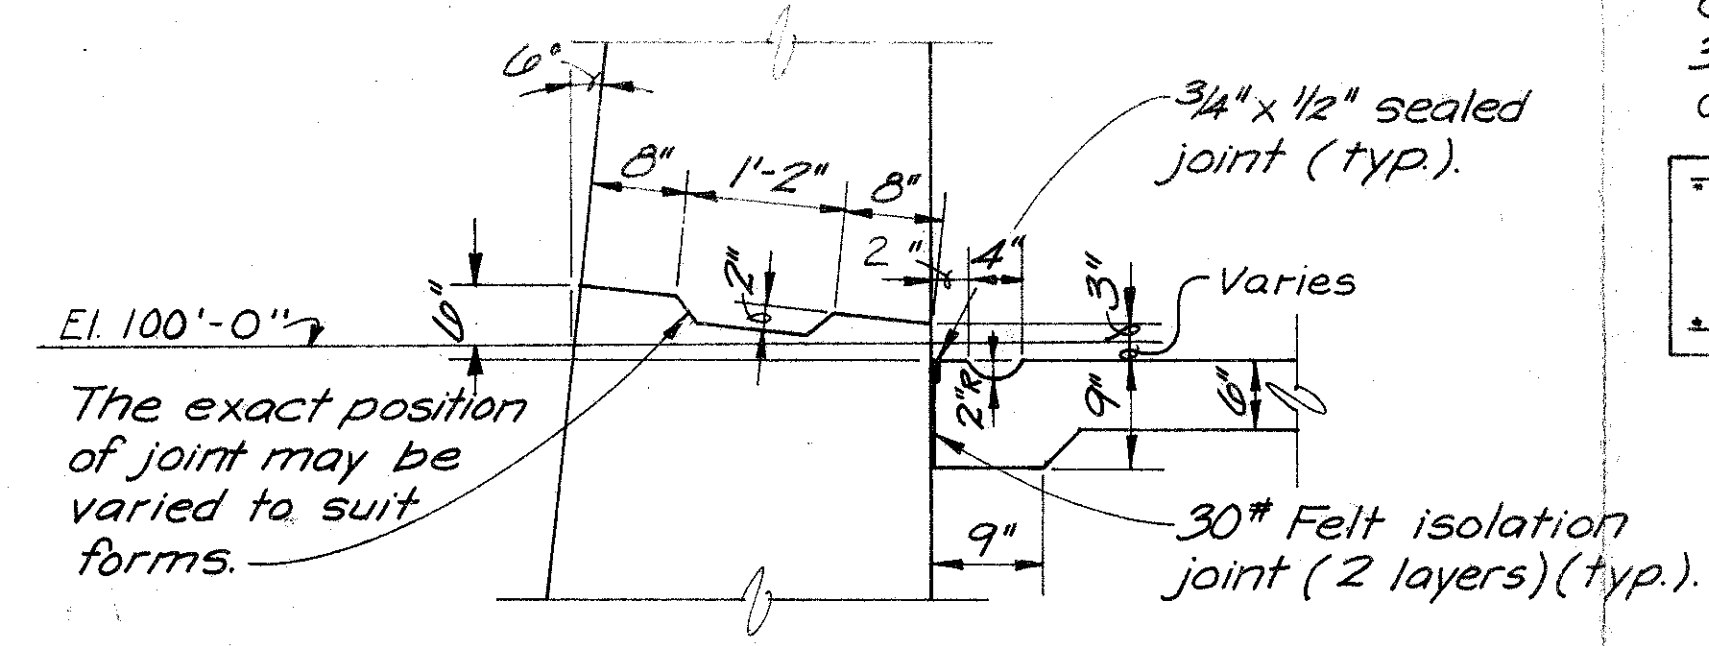 6°
3/4" x 1/2" sealed
joint (typ.).
8"
1'-2"
8"
2"
4"
3"
Varies
6"
2"
El. 100'-0"
The exact position
of joint may be
varied to suit
forms.
2"R
9"
6"
9"
30# Felt isolation
joint (2 layers)(typ.).